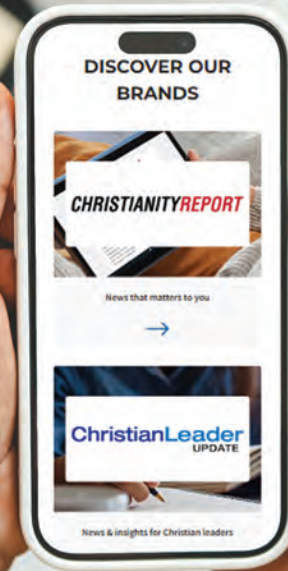 DISCOVER OUR
BRANDS
CHRISTIANITYREPORT
News that matters to you
→
ChristianLeader
UPDATE
News & insights for Christian leaders